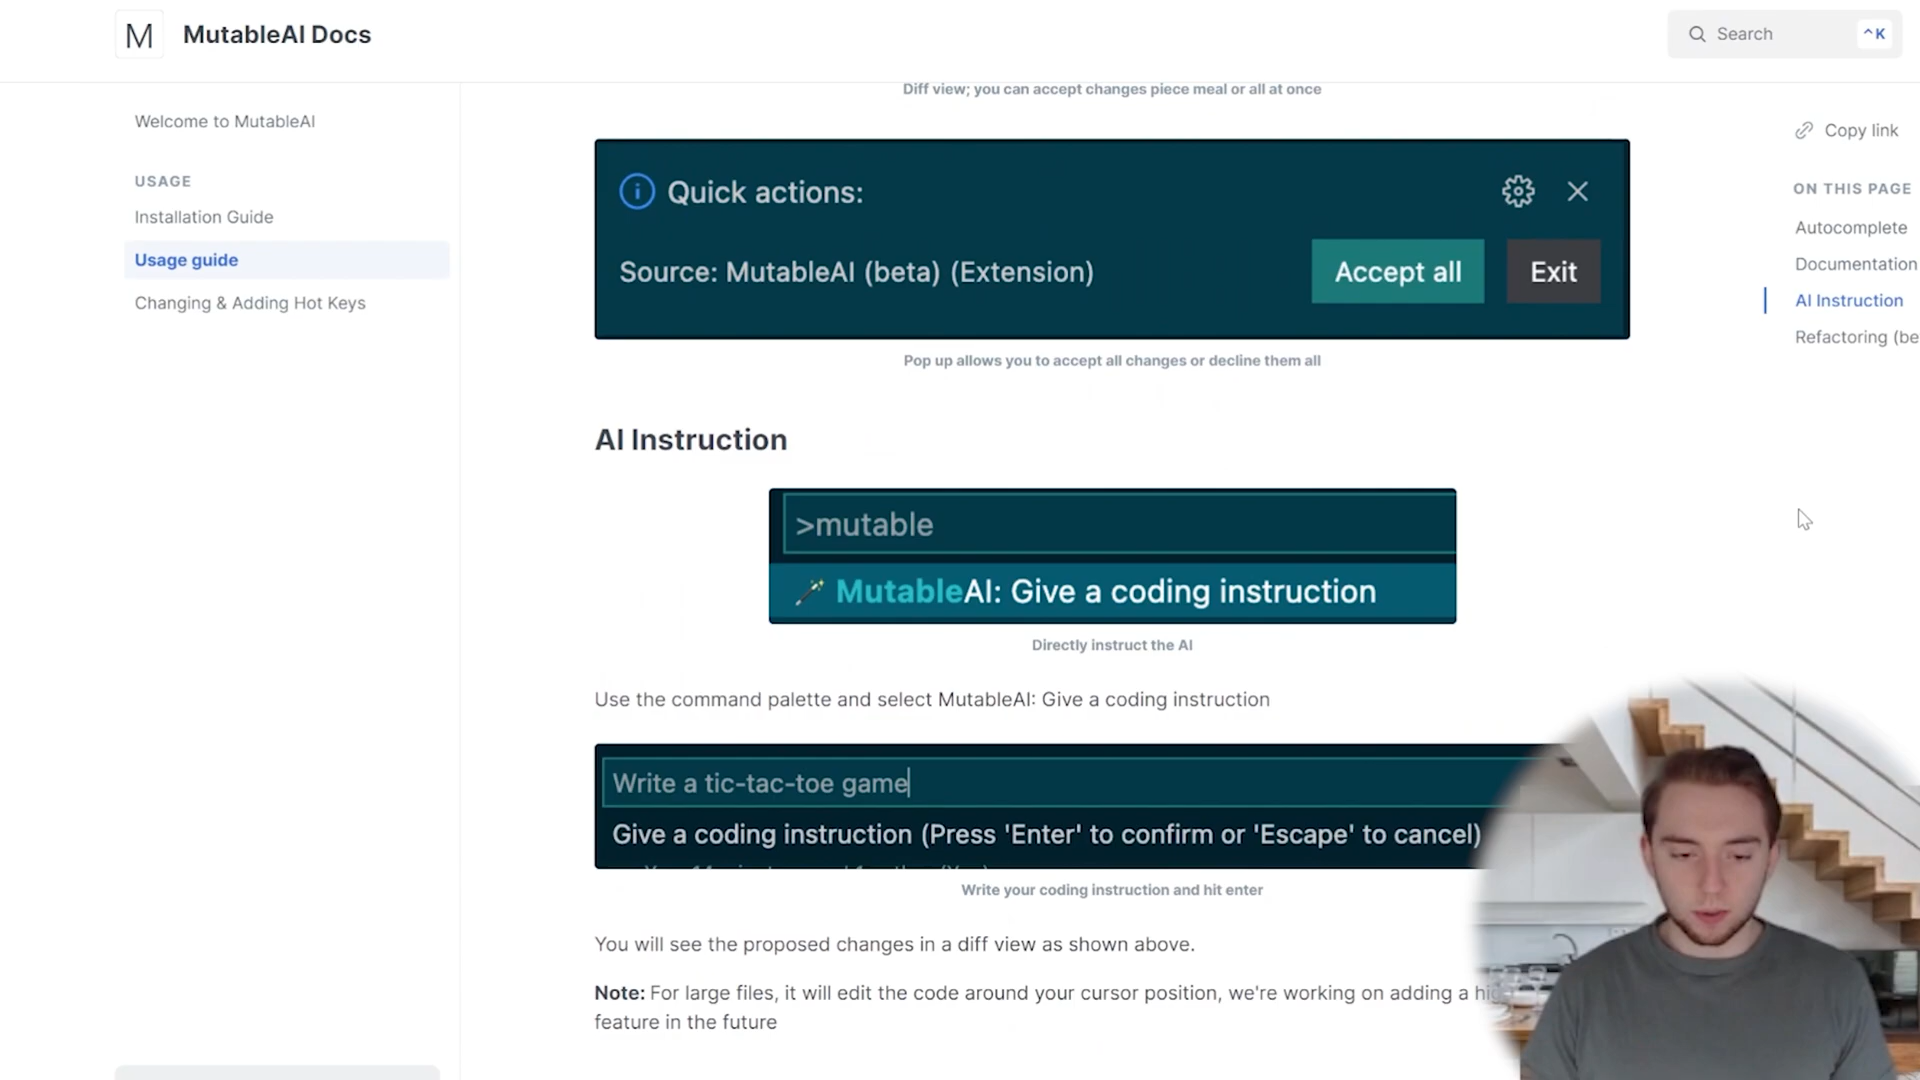 M MutableAI Docs
Search ^K
Diff view; you can accept changes piece meal or all at once
Welcome to MutableAI
USAGE
Installation Guide
Usage guide
Changing & Adding Hot Keys
Quick actions:
Source: MutableAI (beta) (Extension)
Accept all
Exit
Pop up allows you to accept all changes or decline them all
AI Instruction
>mutable
MutableAI: Give a coding instruction
Directly instruct the AI
Use the command palette and select MutableAI: Give a coding instruction
Write a tic-tac-toe game
Give a coding instruction (Press 'Enter' to confirm or 'Escape' to cancel)
Write your coding instruction and hit enter
You will see the proposed changes in a diff view as shown above.
Note: For large files, it will edit the code around your cursor position, we're working on adding a
feature in the future
Copy link
ON THIS PAGE
Autocomplete
Documentation
AI Instruction
Refactoring (be